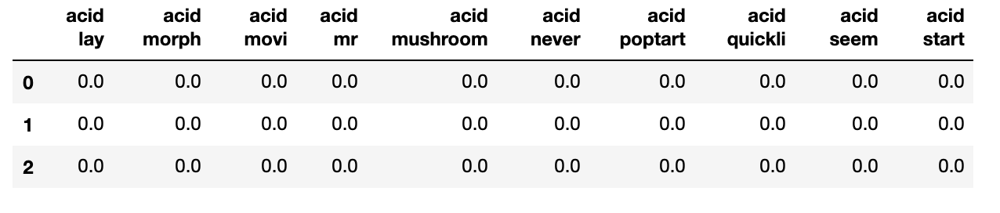 acid acid acid acid acid acid acid acid acid acid
lay morph movi mr mushroom never poptart quickli seem start
0 0.0 0.0 0.0 0.0 0.0 0.0 0.0 0.0 0.0 0.0
1 0.0 0.0 0.0 0.0 0.0 0.0 0.0 0.0 0.0 0.0
2 0.0 0.0 0.0 0.0 0.0 0.0 0.0 0.0 0.0 0.0